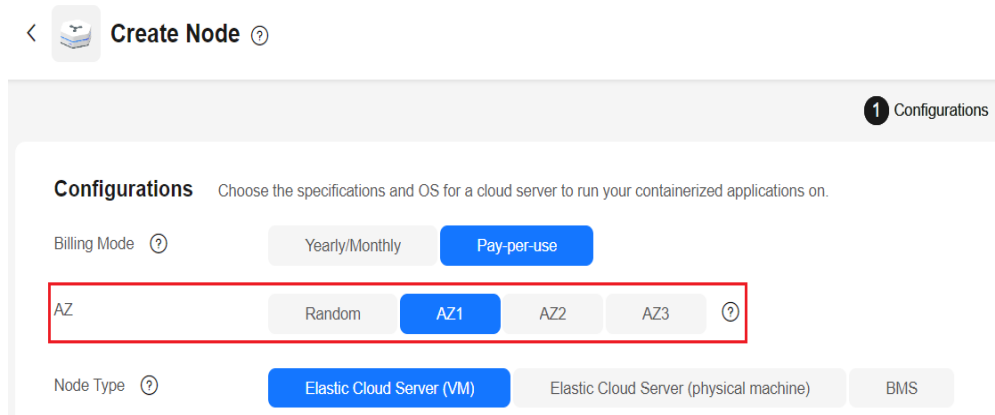 Create Node ?
1 Configurations
Configurations Choose the specifications and OS for a cloud server to run your containerized applications on.
Billing Mode ? Yearly/Monthly Pay-per-use
AZ Random AZ1 AZ2 AZ3 ?
Node Type ? Elastic Cloud Server (VM) Elastic Cloud Server (physical machine) BMS